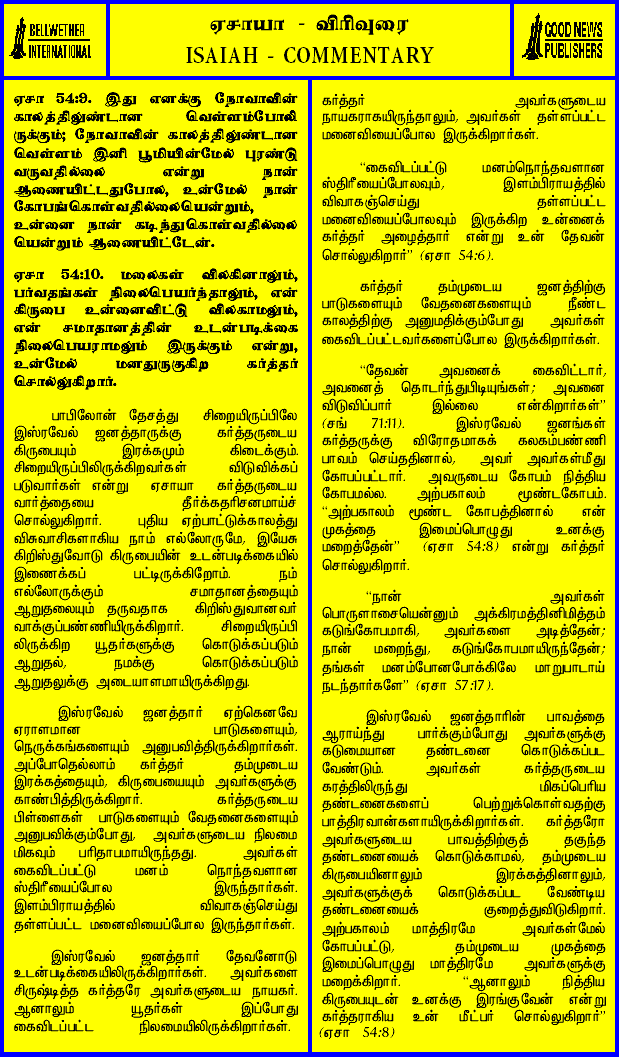 BELLWETHER
INTERNATIONAL
ஏசாயா - விரிவுரை
ISAIAH - COMMENTARY
GOOD NEWS
PUBLISHERS
ஏசா 54:9. இது எனக்கு நோவாவின்
காலத்திலுண்டான வெள்ளம்போலி
ருக்கும்; நோவாவின் காலத்திலுண்டான
வெள்ளம் இனி பூமியின்மேல் புரண்டு
வருவதில்லை என்று நான்
ஆணையிட்டதுபோல, உன்மேல் நான்
கோபங்கொள்வதில்லையென்றும்,
உன்னை நான் கடிந்துகொள்வதில்லை
யென்றும் ஆணையிட்டேன்.
ஏசா 54:10. மலைகள் விலகினாலும்,
பர்வதங்கள் நிலைபெயர்ந்தாலும், என்
கிருபை உன்னைவிட்டு விலகாமலும்,
என் சமாதானத்தின் உடன்படிக்கை
நிலைபெயராமலும் இருக்கும் என்று,
உன்மேல் மனதுருகுகிற கர்த்தர்
சொல்லுகிறார்.
பாபிலோன் தேசத்து சிறையிருப்பிலே
இஸ்ரவேல் ஜனத்தாருக்கு கர்த்தருடைய
கிருபையும் இரக்கமும் கிடைக்கும்.
சிறையிருப்பிலிருக்கிறவர்கள் விடுவிக்கப்
படுவார்கள் என்று ஏசாயா கர்த்தருடைய
வார்த்தையை தீர்க்கதரிசனமாய்ச்
சொல்லுகிறார். புதிய ஏற்பாட்டுக்காலத்து
விசுவாசிகளாகிய நாம் எல்லோருமே, இயேசு
கிறிஸ்துவோடு கிருபையின் உடன்படிக்கையில்
இணைக்கப் பட்டிருக்கிறோம். நம்
எல்லோருக்கும் சமாதானத்தையும்
ஆறுதலையும் தருவதாக கிறிஸ்துவானவர்
வாக்குப்பண்ணியிருக்கிறார். சிறையிருப்பி
லிருக்கிற யூதர்களுக்கு கொடுக்கப்படும்
ஆறுதல், நமக்கு கொடுக்கப்படும்
ஆறுதலுக்கு அடையாளமாயிருக்கிறது.
இஸ்ரவேல் ஜனத்தார் ஏற்கெனவே
ஏராளமான பாடுகளையும்,
நெருக்கங்களையும் அனுபவித்திருக்கிறார்கள்.
அப்போதெல்லாம் கர்த்தர் தம்முடைய
இரக்கத்தையும், கிருபையையும் அவர்களுக்கு
காண்பித்திருக்கிறார். கர்த்தருடைய
பிள்ளைகள் பாடுகளையும் வேதனைகளையும்
அனுபவிக்கும்போது, அவர்களுடைய நிலமை
மிகவும் பரிதாபமாயிருந்தது. அவர்கள்
கைவிடப்பட்டு மனம் நொந்தவளான
ஸ்திரீயைப்போல இருந்தார்கள்.
இளம்பிராயத்தில் விவாகஞ்செய்து
தள்ளப்பட்ட மனைவியைப்போல இருந்தார்கள்.
இஸ்ரவேல் ஜனத்தார் தேவனோடு
உடன்படிக்கையிலிருக்கிறார்கள். அவர்களை
சிருஷ்டித்த கர்த்தரே அவர்களுடைய நாயகர்.
ஆனாலும் யூதர்கள் இப்போது
கைவிடப்பட்ட நிலமையிலிருக்கிறார்கள்.
கர்த்தர் அவர்களுடைய
நாயகராகயிருந்தாலும், அவர்கள் தள்ளப்பட்ட
மனைவியைப்போல இருக்கிறார்கள்.
“கைவிடப்பட்டு மனம்நொந்தவளான
ஸ்திரீயைப்போலவும், இளம்பிராயத்தில்
விவாகஞ்செய்து தள்ளப்பட்ட
மனைவியைப்போலவும் இருக்கிற உன்னைக்
கர்த்தர் அழைத்தார் என்று உன் தேவன்
சொல்லுகிறார்” (ஏசா 54:6).
கர்த்தர் தம்முடைய ஜனத்திற்கு
பாடுகளையும் வேதனைகளையும் நீண்ட
காலத்திற்கு அனுமதிக்கும்போது அவர்கள்
கைவிடப்பட்டவர்களைப்போல இருக்கிறார்கள்.
“தேவன் அவனைக் கைவிட்டார்,
அவனைத் தொடர்ந்துபிடியுங்கள்; அவனை
விடுவிப்பார் இல்லை என்கிறார்கள்”
(சங் 71:11). இஸ்ரவேல் ஜனங்கள்
கர்த்தருக்கு விரோதமாகக் கலகம்பண்ணி
பாவம் செய்ததினால், அவர் அவர்கள்மீது
கோபப்பட்டார். அவருடைய கோபம் நித்திய
கோபமல்ல. அற்பகாலம் மூண்டகோபம்.
“அற்பகாலம் மூண்ட கோபத்தினால் என்
முகத்தை இமைப்பொழுது உனக்கு
மறைத்தேன்” (ஏசா 54:8) என்று கர்த்தர்
சொல்லுகிறார்.
“நான் அவர்கள்
பொருளாசையென்னும் அக்கிரமத்தினிமித்தம்
கடுங்கோபமாகி, அவர்களை அடித்தேன்;
நான் மறைந்து, கடுங்கோபமாயிருந்தேன்;
தங்கள் மனம்போனபோக்கிலே மாறுபாடாய்
நடந்தார்களே” (ஏசா 57:17).
இஸ்ரவேல் ஜனத்தாரின் பாவத்தை
ஆராய்ந்து பார்க்கும்போது அவர்களுக்கு
கடுமையான தண்டனை கொடுக்கப்பட
வேண்டும். அவர்கள் கர்த்தருடைய
கரத்திலிருந்து மிகப்பெரிய
தண்டனைகளைப் பெற்றுக்கொள்வதற்கு
பாத்திரவான்களாயிருக்கிறார்கள். கர்த்தரோ
அவர்களுடைய பாவத்திற்குத் தகுந்த
தண்டனையைக் கொடுக்காமல், தம்முடைய
கிருபையினாலும் இரக்கத்தினாலும்,
அவர்களுக்குக் கொடுக்கப்பட வேண்டிய
தண்டனையைக் குறைத்துவிடுகிறார்.
அற்பகாலம் மாத்திரமே அவர்கள்மேல்
கோபப்பட்டு, தம்முடைய முகத்தை
இமைப்பொழுது மாத்திரமே அவர்களுக்கு
மறைக்கிறார். “ஆனாலும் நித்திய
கிருபையுடன் உனக்கு இரங்குவேன் என்று
கர்த்தராகிய உன் மீட்பர் சொல்லுகிறார்”
(ஏசா 54:8)